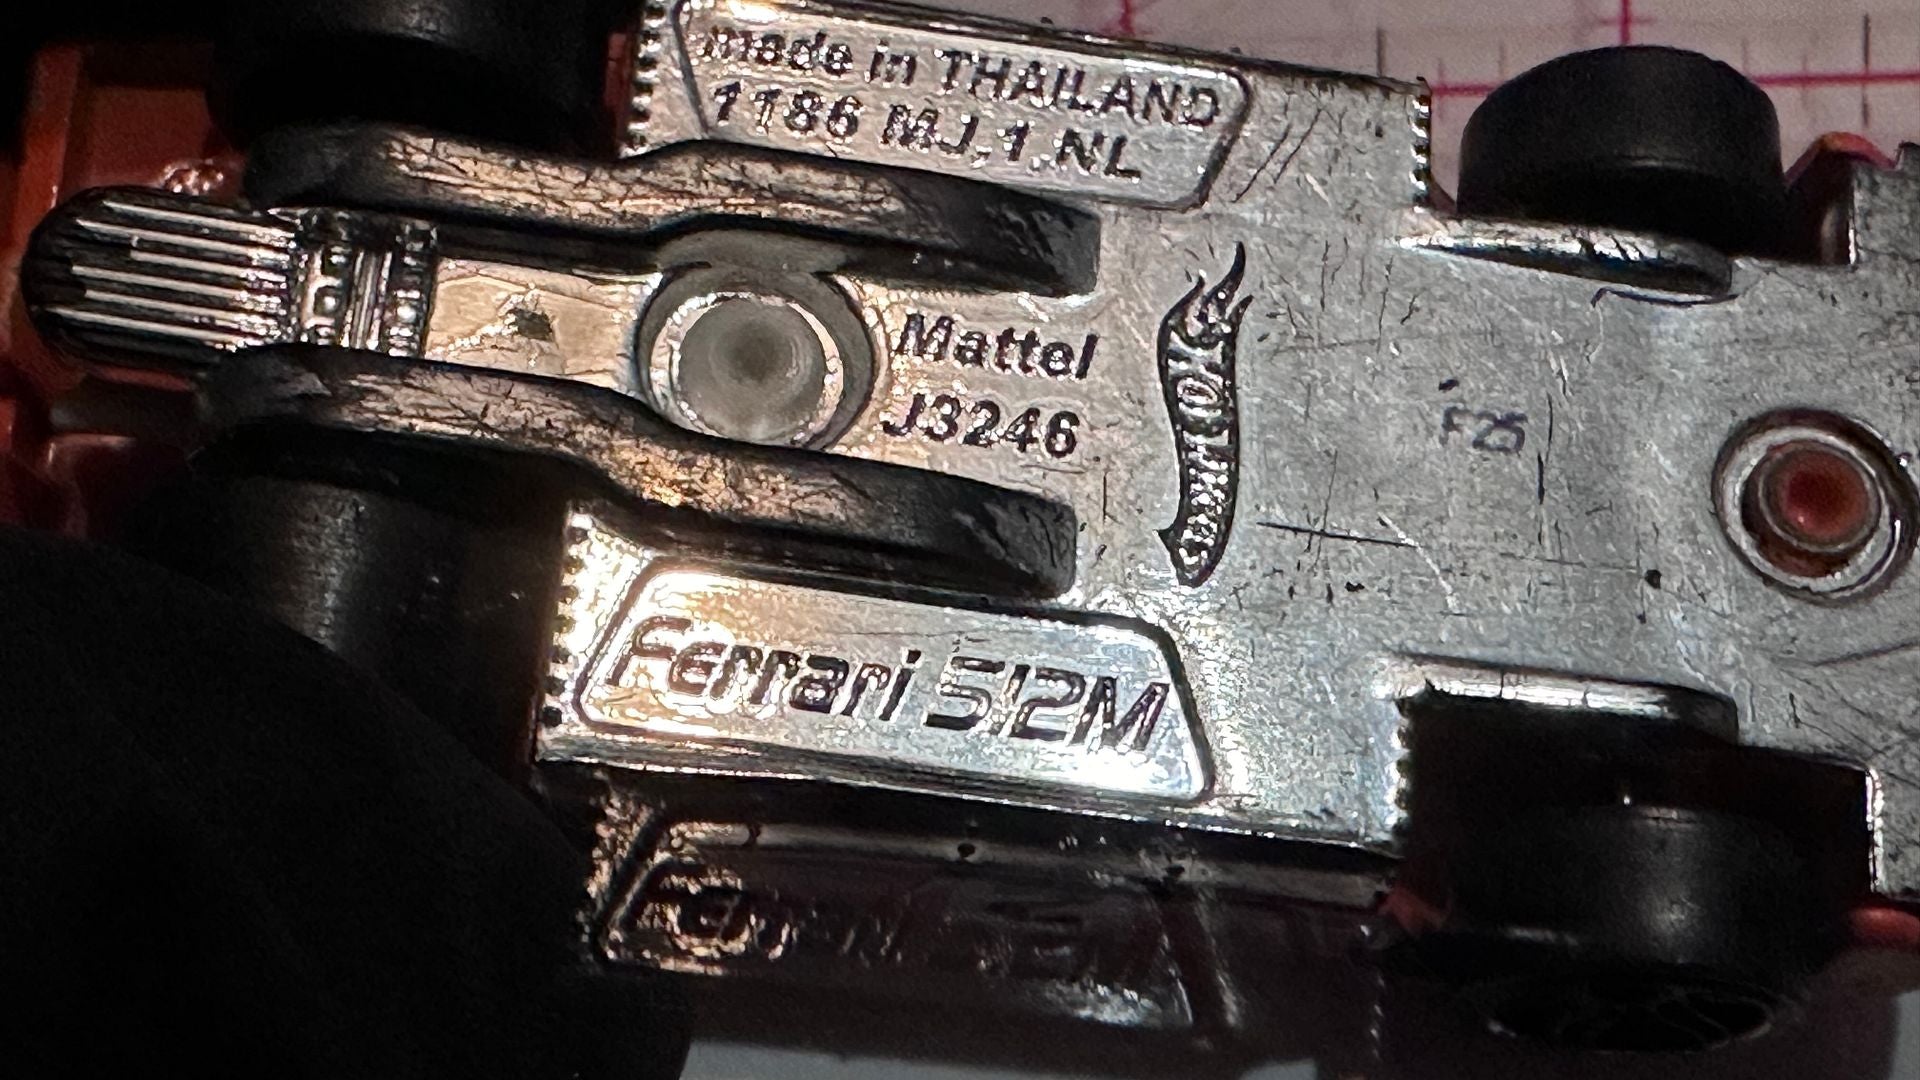 made in THAILAND
1186 MJ,1,NL
Mattel
J3246
HOT WHEELS
F25
Ferrari 512M